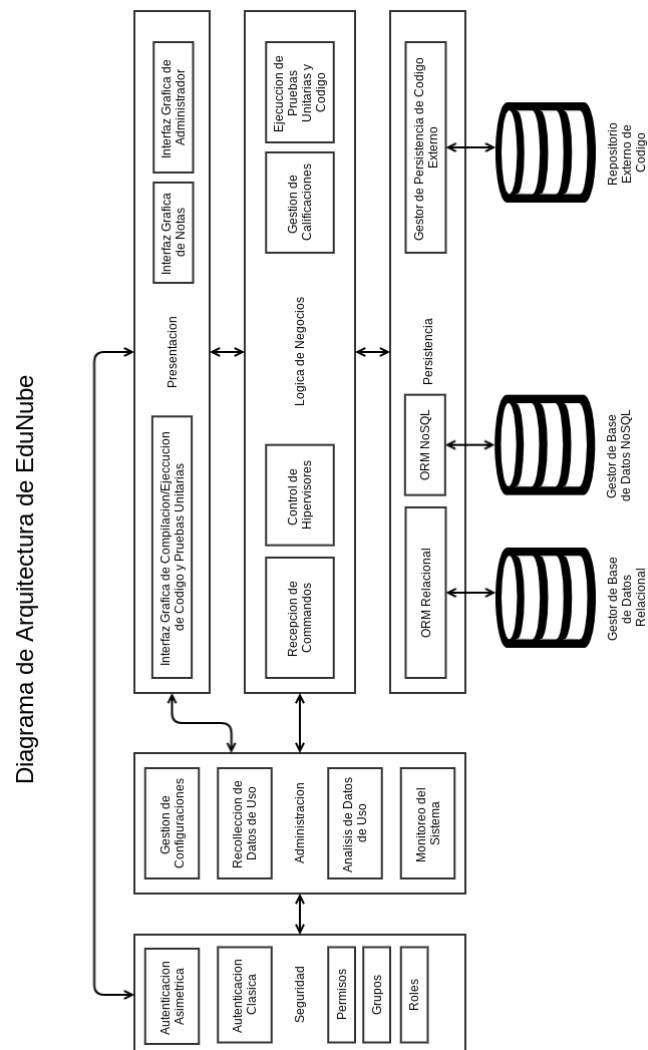 Diagrama de Arquitectura de EduNube
Autenticacion
Asimetrica
Autenticacion
Clasica
Seguridad
Permisos
Grupos
Roles
Gestion de
Configuraciones
Recolleccion de
Datos de Uso
Administracion
Analisis de Datos
de Uso
Monitoreo del
Sistema
Interfaz Grafica de Compilacion/Ejeccucion
de Codigo y Pruebas Unitarias
Presentacion
Interfaz Grafica
de Notas
Interfaz Grafica de
Administrador
Recepcion de
Commandos
Control de
Hipervisores
Logica de Negocios
Gestion de
Calificaciones
Ejecuccion de
Pruebas
Unitarias y
Codigo
ORM Relacional
ORM NoSQL
Persistencia
Gestor de Persistencia de Codigo
Externo
Gestor de Base
de Datos
Relacional
Gestor de Base
de Datos NoSQL
Repositorio
Externo de
Codigo